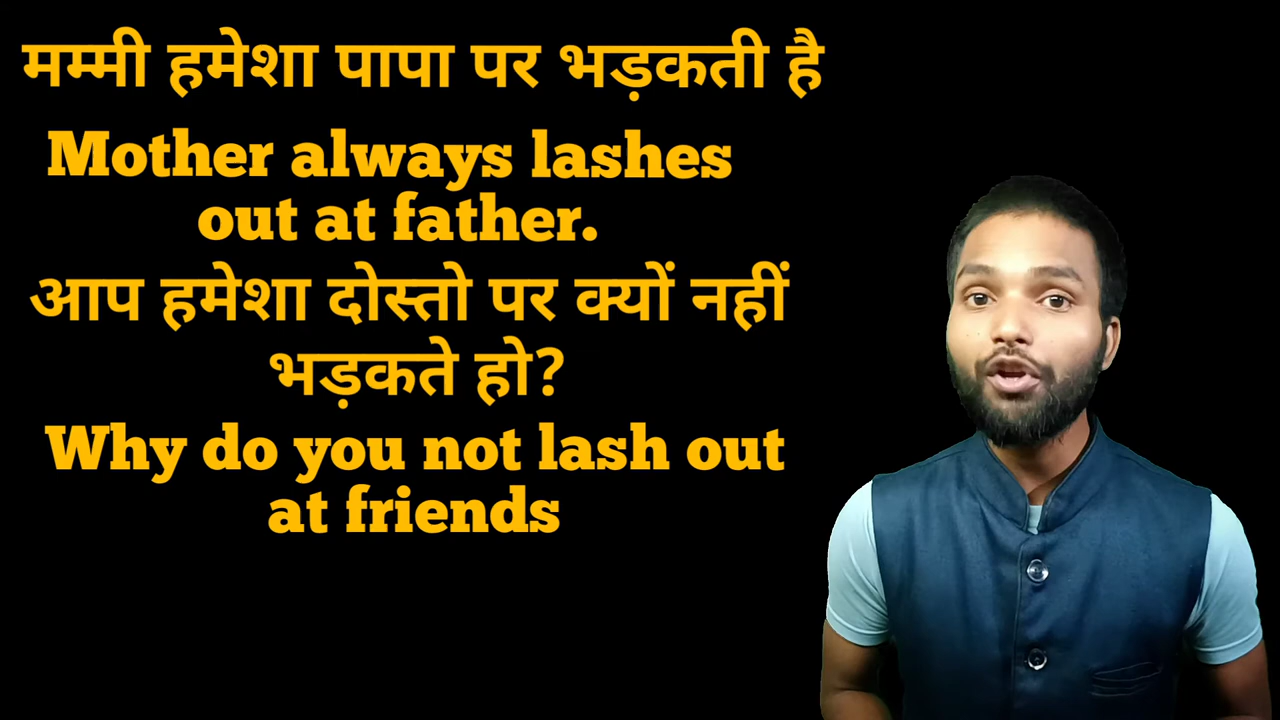 मम्मी हमेशा पापा पर भड़कती है
Mother always lashes
out at father.
आप हमेशा दोस्तो पर क्यों नहीं
भड़कते हो?
Why do you not lash out
at friends